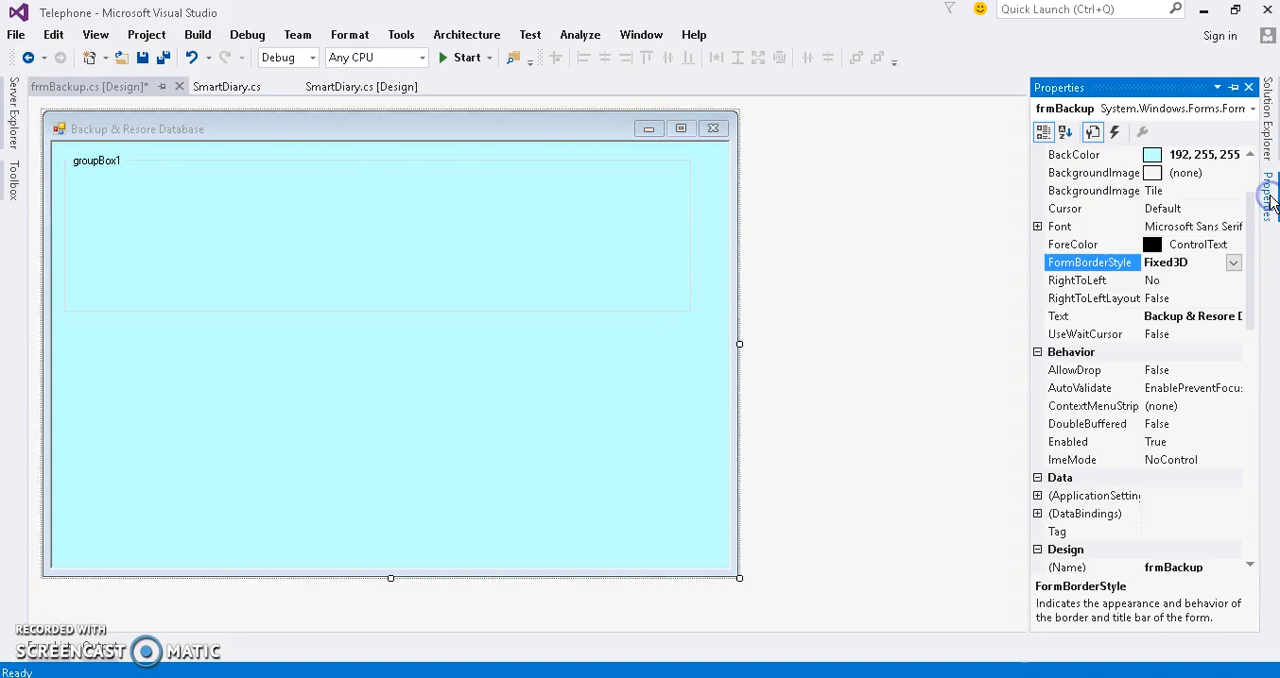 Telephone - Microsoft Visual Studio
Quick Launch (Ctrl+Q)
File Edit View Project Build Debug Team Format Tools Architecture Test Analyze Window Help
Sign in
Debug Any CPU Start
frmBackup.cs [Design]* SmartDiary.cs SmartDiary.cs [Design]
Server Explorer
Toolbox
Backup & Resore Database
groupBox1
Properties
frmBackup System.Windows.Forms.Form
BackColor 192, 255, 255
BackgroundImage (none)
BackgroundImage Tile
Cursor Default
Font Microsoft Sans Serif
ForeColor ControlText
FormBorderStyle Fixed3D
RightToLeft No
RightToLeftLayout False
Text Backup & Resore D
UseWaitCursor False
Behavior
AllowDrop False
AutoValidate EnablePreventFocu:
ContextMenuStrip (none)
DoubleBuffered False
Enabled True
ImeMode NoControl
Data
(ApplicationSetting
(DataBindings)
Tag
Design
(Name) frmBackup
FormBorderStyle
Indicates the appearance and behavior of
the border and title bar of the form.
Solution Explorer
Properties
RECORDED WITH
SCREENCAST MATIC
Ready